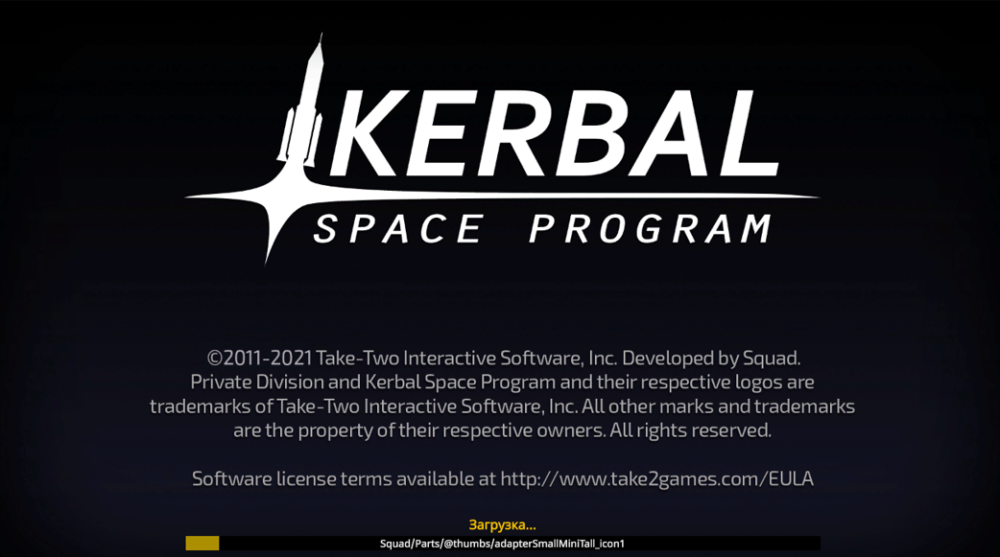 KERBAL
SPACE PROGRAM
©2011-2021 Take-Two Interactive Software, Inc. Developed by Squad.
Private Division and Kerbal Space Program and their respective logos are
trademarks of Take-Two Interactive Software, Inc. All other marks and trademarks
are the property of their respective owners. All rights reserved.
Software license terms available at http://www.take2games.com/EULA
Загрузка...
Squad/Parts/@thumbs/adapterSmallMiniTall_icon1